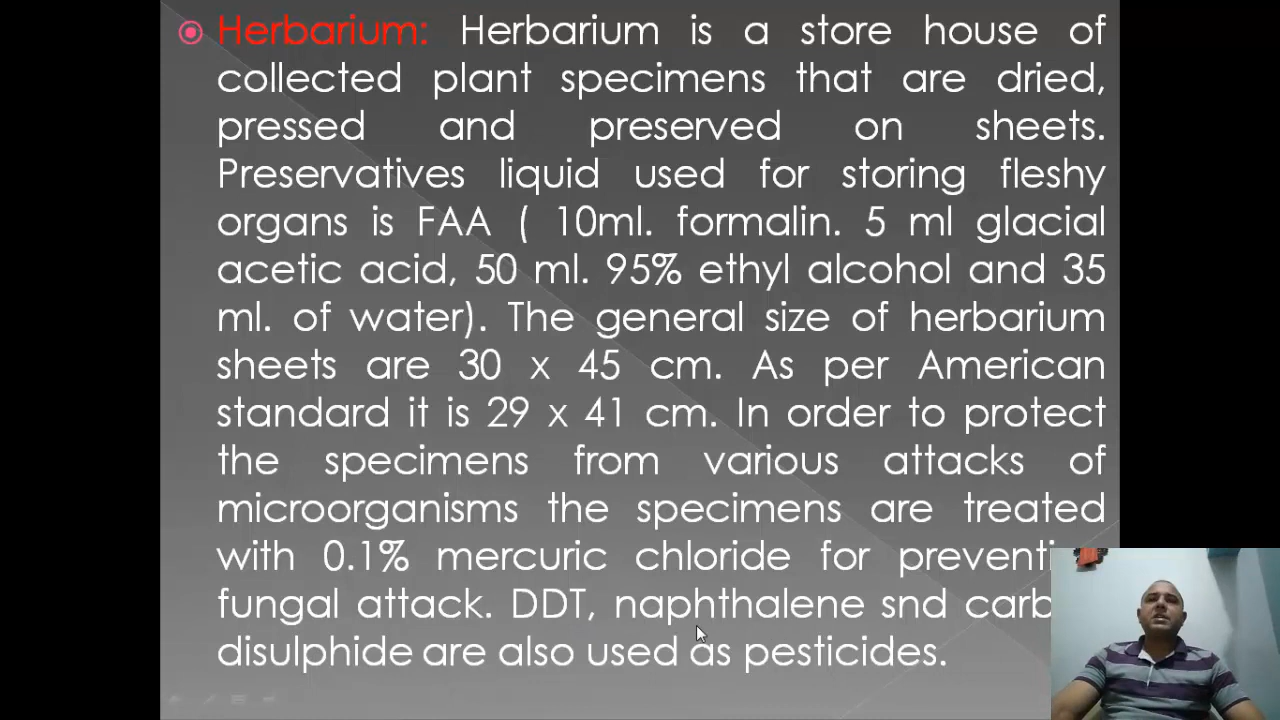 Herbarium: Herbarium is a store house of
collected plant specimens that are dried,
pressed and preserved on sheets.
Preservatives liquid used for storing fleshy
organs is FAA ( 10ml. formalin. 5 ml glacial
acetic acid, 50 ml. 95% ethyl alcohol and 35
ml. of water). The general size of herbarium
sheets are 30 x 45 cm. As per American
standard it is 29 x 41 cm. In order to protect
the specimens from various attacks of
microorganisms the specimens are treated
with 0.1% mercuric chloride for
fungal attack. DDT, naphthalene snd
disulphide are also used as pesticides.